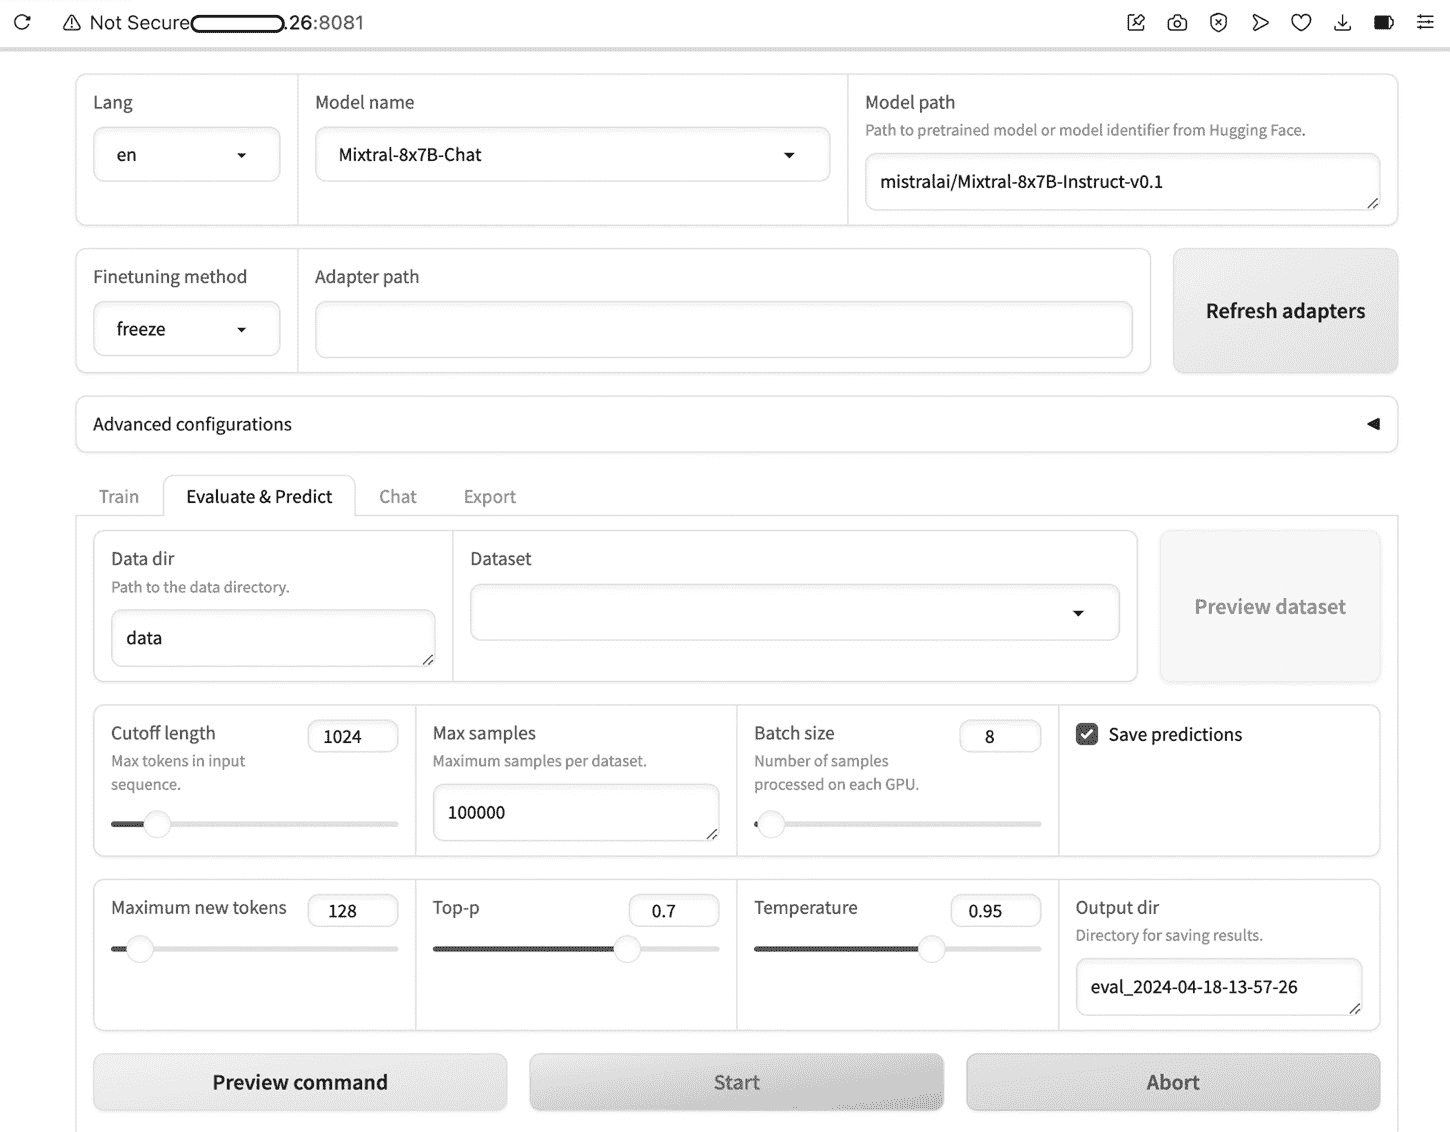 Not Secure .26:8081
Lang
en
Model name
Mixtral-8x7B-Chat
Model path
Path to pretrained model or model identifier from Hugging Face.
mistralai/Mixtral-8x7B-Instruct-v0.1
Finetuning method
freeze
Adapter path
Refresh adapters
Advanced configurations
Train Evaluate & Predict Chat Export
Data dir
Path to the data directory.
data
Dataset
Preview dataset
Cutoff length 1024
Max tokens in input
sequence.
Max samples
Maximum samples per dataset.
100000
Batch size 8
Number of samples
processed on each GPU.
Save predictions
Maximum new tokens 128
Top-p 0.7
Temperature 0.95
Output dir
Directory for saving results.
eval_2024-04-18-13-57-26
Preview command
Start
Abort